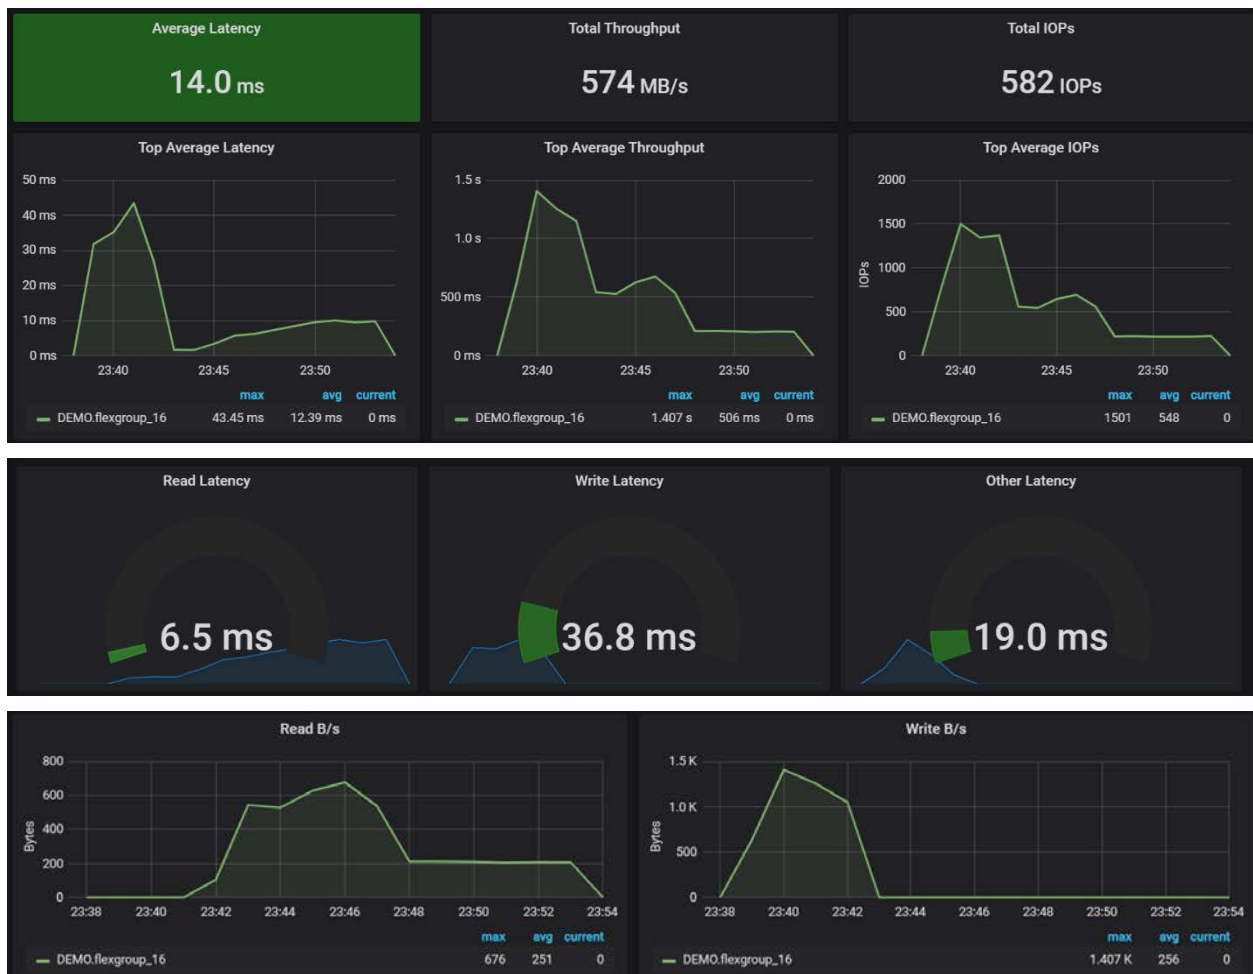 Average Latency
14.0 ms
Total Throughput
574 MB/s
Total IOPs
582 IOPs
Top Average Latency
50 ms
40 ms
30 ms
20 ms
10 ms
0 ms
23:40 23:45 23:50
max avg current
DEMO.flexgroup_16 43.45 ms 12.39 ms 0 ms
Top Average Throughput
1.5 s
1.0 s
500 ms
0 ms
23:40 23:45 23:50
max avg current
DEMO.flexgroup_16 1.407 s 506 ms 0 ms
Top Average IOPs
IOPs
2000
1500
1000
500
0
23:40 23:45 23:50
max avg current
DEMO.flexgroup_16 1501 548 0
Read Latency
6.5 ms
Write Latency
36.8 ms
Other Latency
19.0 ms
Read B/s
Bytes
800
600
400
200
0
23:38 23:40 23:42 23:44 23:46 23:48 23:50 23:52 23:54
max avg current
DEMO.flexgroup_16 676 251 0
Write B/s
Bytes
1.5 K
1.0 K
500
0
23:38 23:40 23:42 23:44 23:46 23:48 23:50 23:52 23:54
max avg current
DEMO.flexgroup_16 1.407 K 256 0